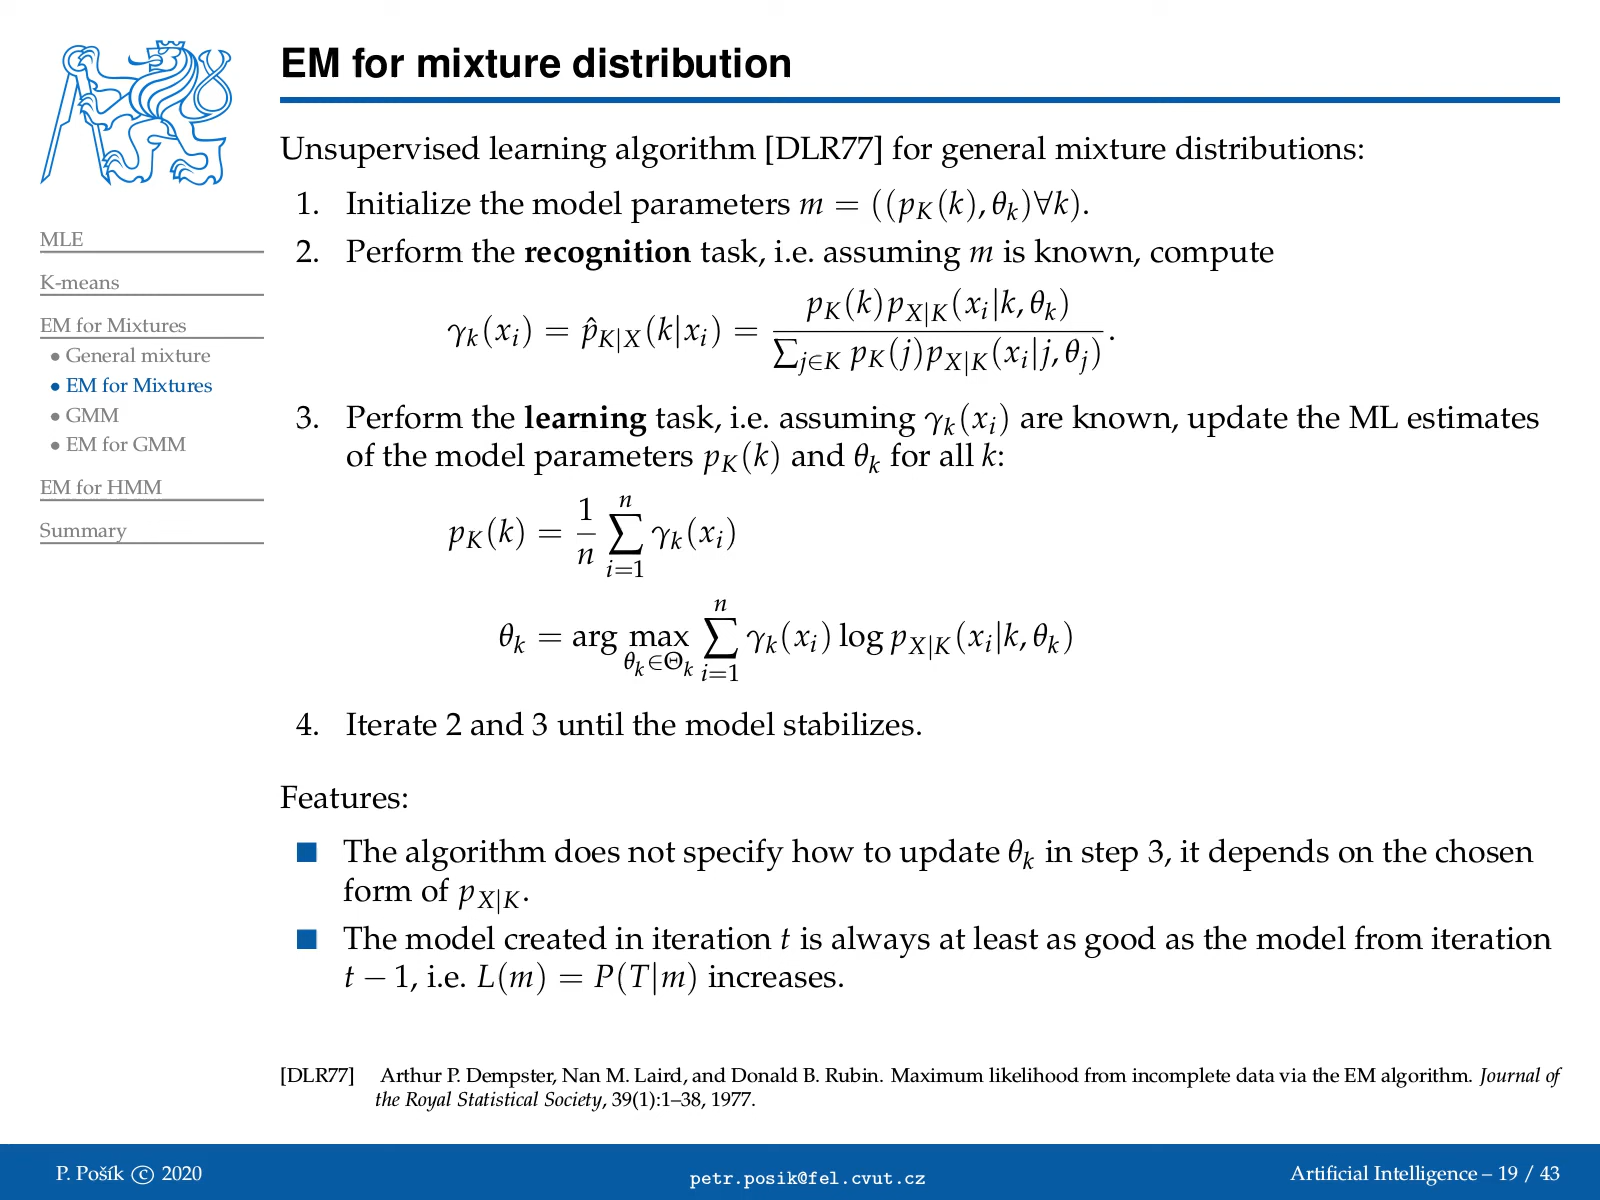 EM for mixture distribution
MLE
K-means
EM for Mixtures
• General mixture
• EM for Mixtures
• GMM
• EM for GMM
EM for HMM
Summary
Unsupervised learning algorithm [DLR77] for general mixture distributions:
1. Initialize the model parameters m = ((p_K(k), θ_k)∀k).
2. Perform the recognition task, i.e. assuming m is known, compute
γ_k(x_i) = p̂_{K|X}(k|x_i) = \frac{p_K(k)p_{X|K}(x_i|k, θ_k)}{∑_{j∈K} p_K(j)p_{X|K}(x_i|j, θ_j)}.
3. Perform the learning task, i.e. assuming γ_k(x_i) are known, update the ML estimates
of the model parameters p_K(k) and θ_k for all k:
p_K(k) = \frac{1}{n} ∑_{i=1}^{n} γ_k(x_i)
θ_k = arg max_{θ_k∈Θ_k} ∑_{i=1}^{n} γ_k(x_i) log p_{X|K}(x_i|k, θ_k)
4. Iterate 2 and 3 until the model stabilizes.
Features:
■ The algorithm does not specify how to update θ_k in step 3, it depends on the chosen
form of p_{X|K}.
■ The model created in iteration t is always at least as good as the model from iteration
t − 1, i.e. L(m) = P(T|m) increases.
[DLR77] Arthur P. Dempster, Nan M. Laird, and Donald B. Rubin. Maximum likelihood from incomplete data via the EM algorithm. Journal of
the Royal Statistical Society, 39(1):1–38, 1977.
P. Pošík © 2020
petr.posik@fel.cvut.cz
Artificial Intelligence – 19 / 43